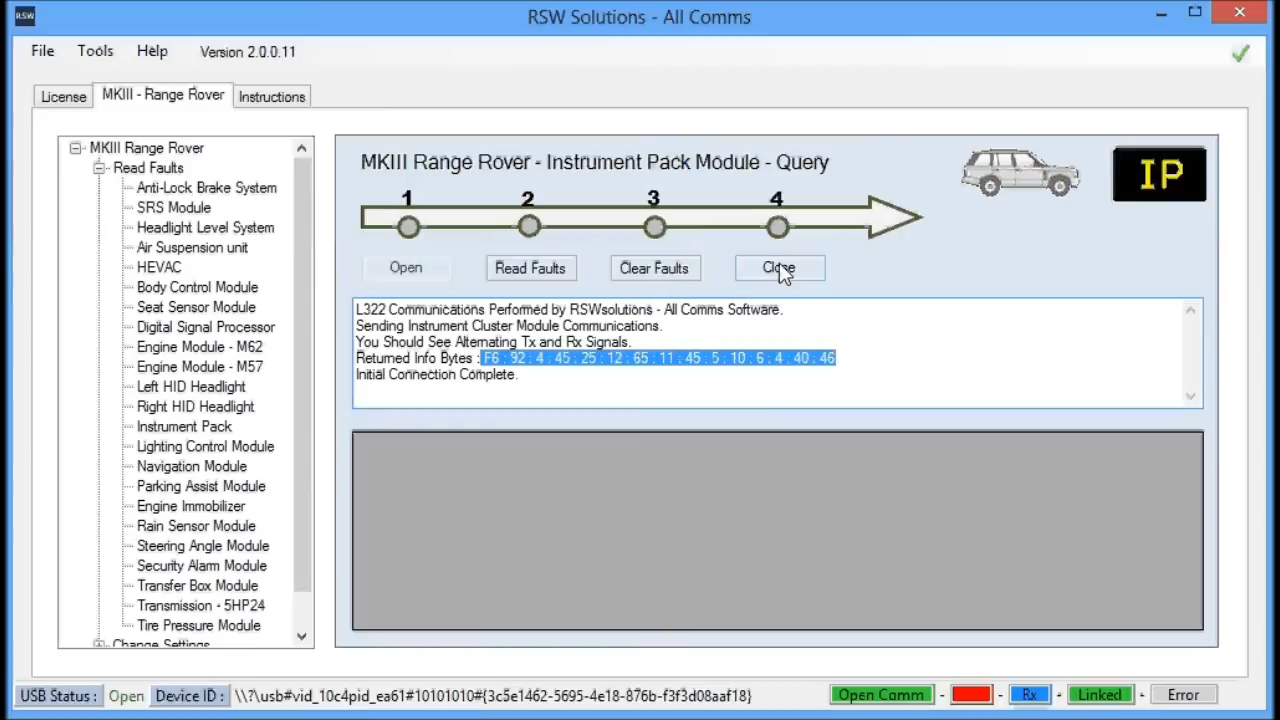 RSW
RSW Solutions - All Comms
File Tools Help Version 2.0.0.11
License MKIII - Range Rover Instructions
MKIII Range Rover
Read Faults
Anti-Lock Brake System
SRS Module
Headlight Level System
Air Suspension unit
HEVAC
Body Control Module
Seat Sensor Module
Digital Signal Processor
Engine Module - M62
Engine Module - M57
Left HID Headlight
Right HID Headlight
Instrument Pack
Lighting Control Module
Navigation Module
Parking Assist Module
Engine Immobilizer
Rain Sensor Module
Steering Angle Module
Security Alarm Module
Transfer Box Module
Transmission - 5HP24
Tire Pressure Module
Change Settings
MKIII Range Rover - Instrument Pack Module - Query
IP
1 2 3 4
Open Read Faults Clear Faults Close
L322 Communications Performed by RSWsolutions - All Comms Software.
Sending Instrument Cluster Module Communications.
You Should See Alternating Tx and Rx Signals.
Returned Info Bytes : F6 : 92 : 4 : 45 : 25 : 12 : 65 : 11 : 45 : 5 : 10 : 6 : 4 : 40 : 46
Initial Connection Complete.
USB Status : Open Device ID : \\?\usb#vid_10c4pid_ea61#10101010#{3c5e1462-5695-4e18-876b-f3f3d08aaf18} Open Comm - - Rx - Linked - Error